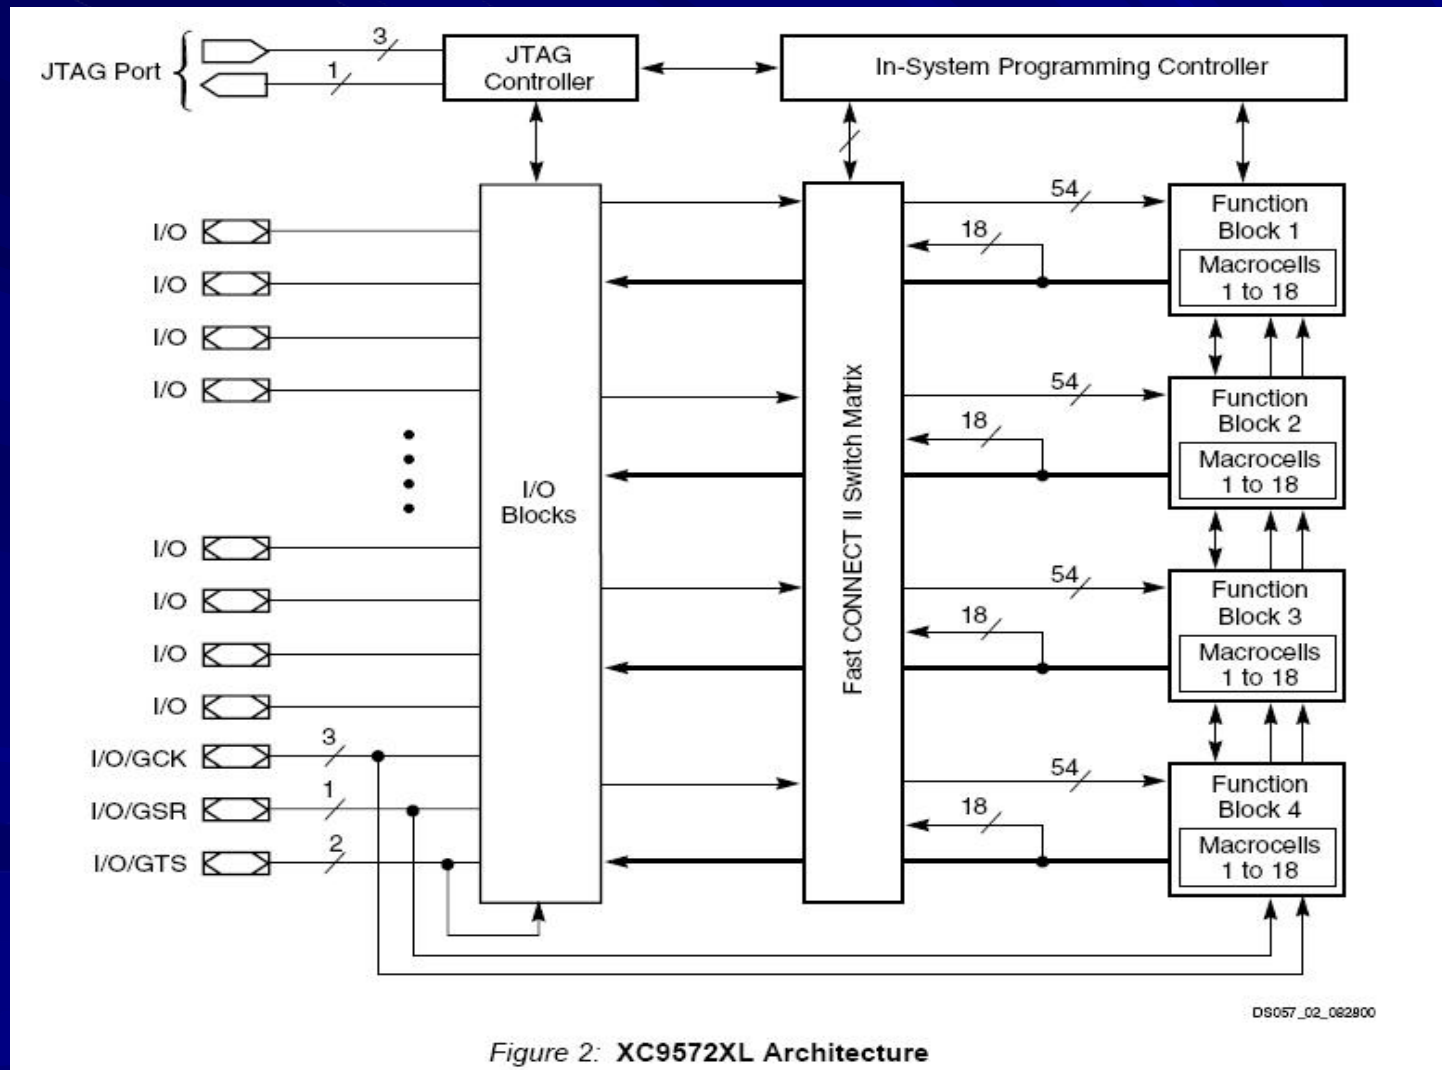 JTAG Port
3
1
JTAG
Controller
In-System Programming Controller
I/O
I/O
I/O
I/O
I/O
I/O
I/O
I/O
I/O/GCK
3
I/O/GSR
1
I/O/GTS
2
I/O
Blocks
Fast CONNECT II Switch Matrix
54
18
Function
Block 1
Macrocells
1 to 18
54
18
Function
Block 2
Macrocells
1 to 18
54
18
Function
Block 3
Macrocells
1 to 18
54
18
Function
Block 4
Macrocells
1 to 18
DS057_02_082800
Figure 2: XC9572XL Architecture